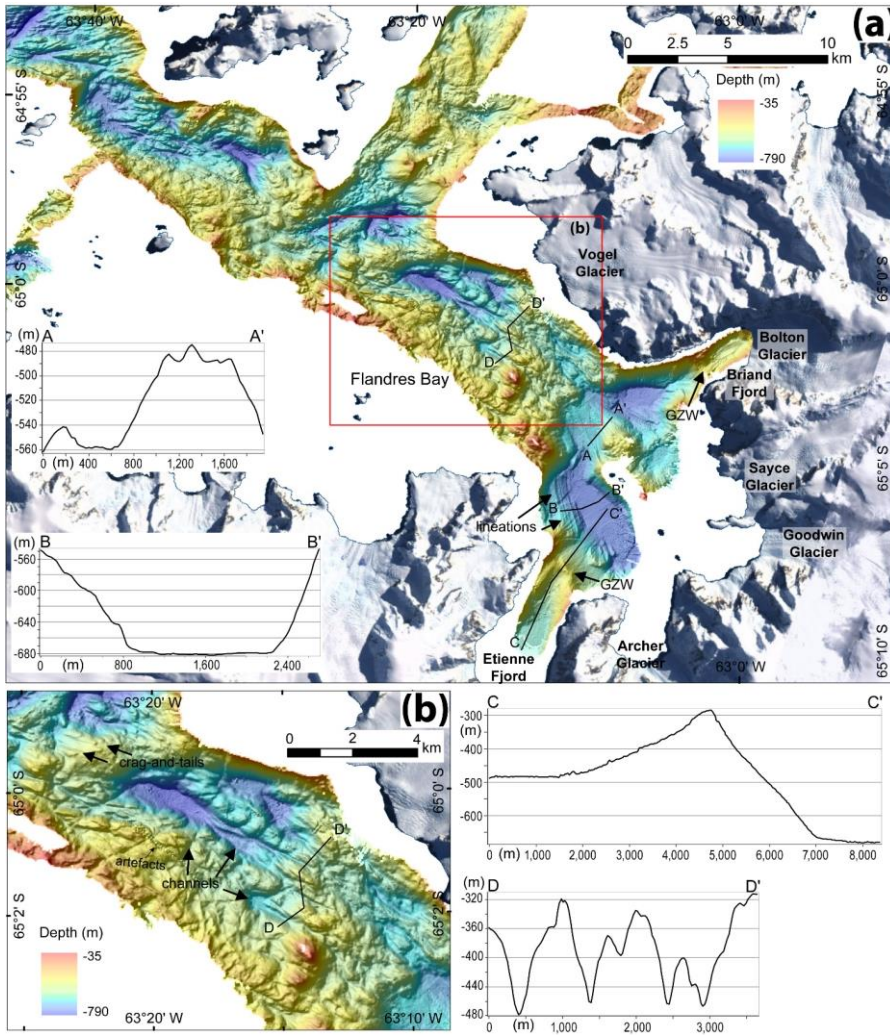 63°40' W
63°20' W
63°0' W
(a)
0 2.5 5 10
km
Depth (m)
-35
-790
64°55' S
64°55' S
(b)
Vogel
Glacier
65°0' S
65°0' S
D'
D
Flandres Bay
Bolton
Glacier
Briand
Fjord
GZW
A'
A
65°5' S
Sayce
Glacier
B
B'
C'
lineations
Goodwin
Glacier
GZW
C
Etienne
Fjord
Archer
Glacier
63°0' W
65°10' S
(m)
A A'
-480
-500
-520
-540
-560
0 400 800 1,200 1,600
(m)
(m)
B B'
-560
-600
-640
-680
0 (m) 800 1,600 2,400
63°20' W
(b)
0 2 4
km
crag-and-tails
65°0' S
65°0' S
artefacts
channels
D'
D
65°2' S
65°2' S
Depth (m)
-35
-790
63°20' W
63°10' W
C C'
-300
(m)
-400
-500
-600
0 (m) 1,000 2,000 3,000 4,000 5,000 6,000 7,000 8,000
(m) D D'
-320
-360
-400
-440
-480
0 (m) 1,000 2,000 3,000